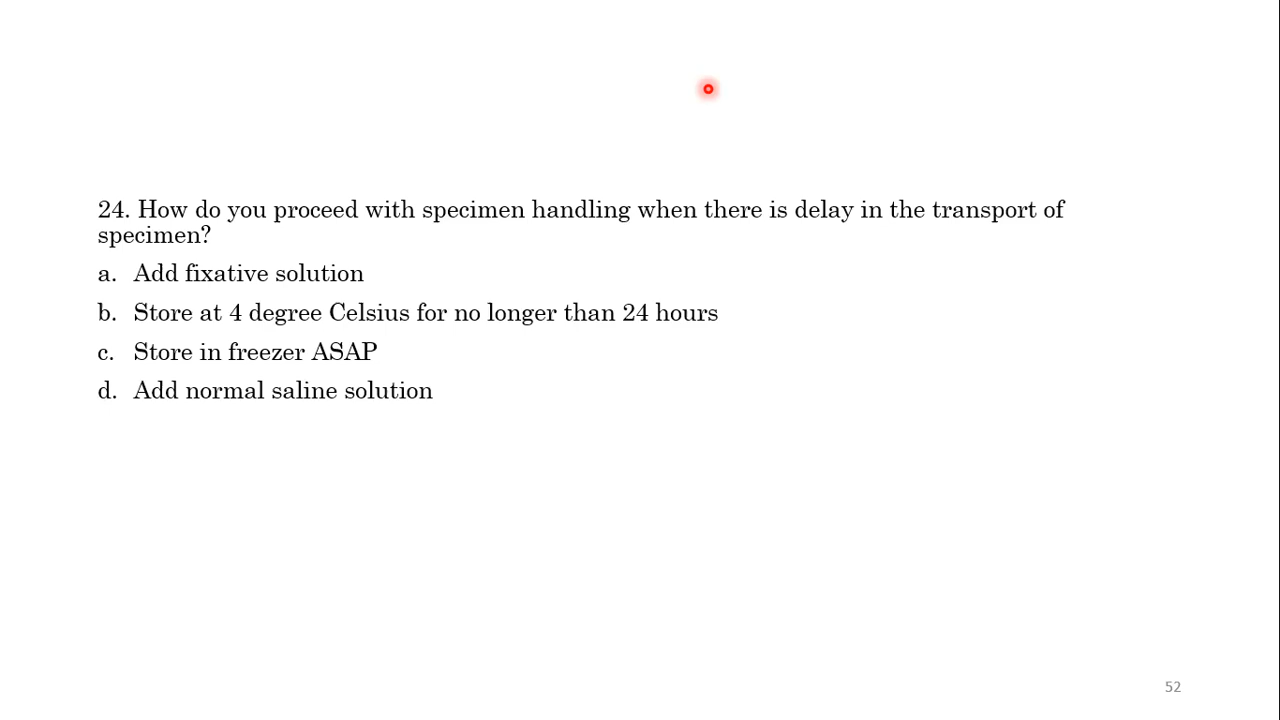 24. How do you proceed with specimen handling when there is delay in the transport of
specimen?
a. Add fixative solution
b. Store at 4 degree Celsius for no longer than 24 hours
c. Store in freezer ASAP
d. Add normal saline solution
52